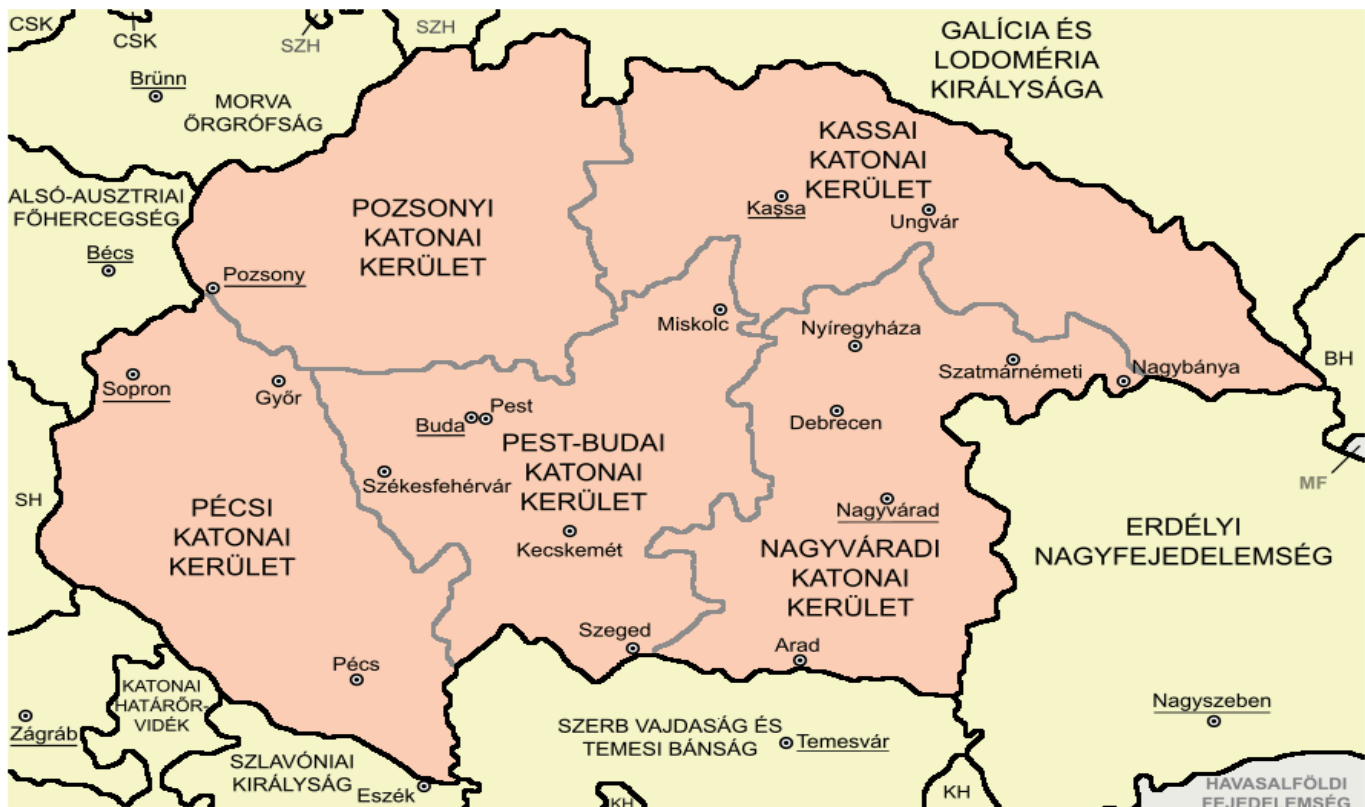 CSK
CSK
SZH
SZH
GALÍCIA ÉS
LODOMÉRIA
KIRÁLYSÁGA
Brünn
MORVA
ŐRGRÓFSÁG
KASSAI
KATONAI
KERÜLET
ALSÓ-AUSZTRIAI
FŐHERCEGSÉG
Bécs
POZSONYI
KATONAI
KERÜLET
Kassa
Ungvár
Pozsony
Miskolc
Nyíregyháza
Szatmárnémeti
Nagybánya
BH
Sopron
Győr
Buda
Pest
Debrecen
PEST-BUDAI
KATONAI
KERÜLET
Székesfehérvár
Kecskemét
MF
SH
PÉCSI
KATONAI
KERÜLET
Nagyvárad
NAGYVÁRADI
KATONAI
KERÜLET
ERDÉLYI
NAGYFEJEDELEMSÉG
Szeged
Arad
Pécs
KATONAI
HATÁRŐR-
VIDÉK
Zágráb
SZLAVÓNIAI
KIRÁLYSÁG
Eszék
SZERB VAJDASÁG ÉS
TEMESI BÁNSÁG
Temesvár
Nagyszeben
KH
KH
HAVASALFÖLDI
FEJEDELEMSÉG